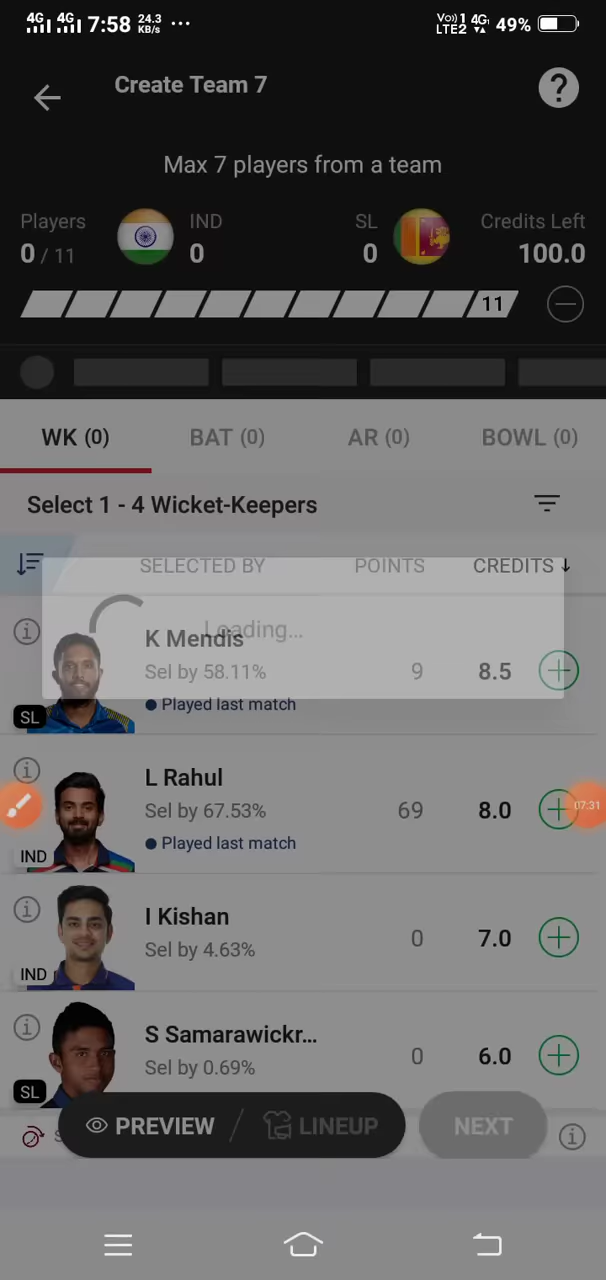 4G 4G 7:58 24.3 KB/s ... Vo) 1 4G LTE2 49%
Create Team 7 ?
Max 7 players from a team
Players IND SL Credits Left
0 / 11 0 0 100.0
11
WK (0) BAT (0) AR (0) BOWL (0)
Select 1 - 4 Wicket-Keepers
SELECTED BY POINTS CREDITS ↓
Loading...
K Mendis
Sel by 58.11% 9 8.5
SL • Played last match
L Rahul
Sel by 67.53% 69 8.0
07:31
IND • Played last match
I Kishan
Sel by 4.63% 0 7.0
IND
S Samarawickr...
Sel by 0.69% 0 6.0
SL
PREVIEW / LINEUP NEXT